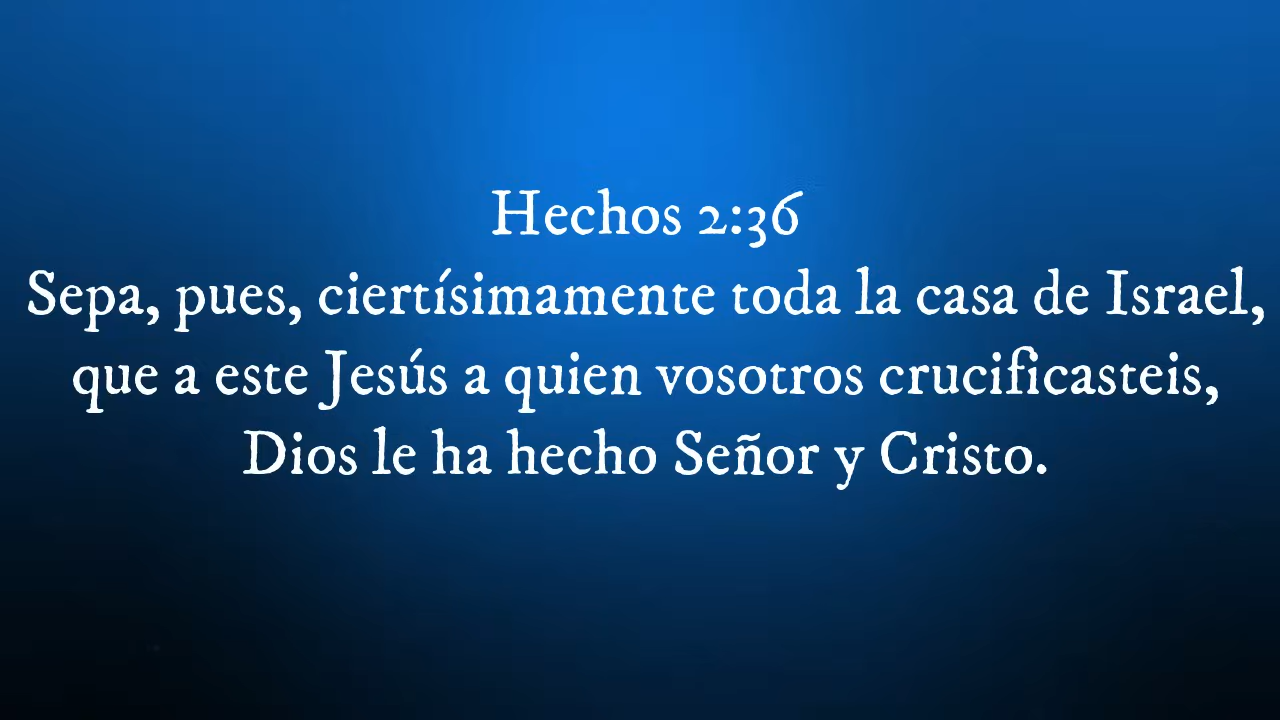 Hechos 2:36
Sepa, pues, ciertísimamente toda la casa de Israel,
que a este Jesús a quien vosotros crucificasteis,
Dios le ha hecho Señor y Cristo.